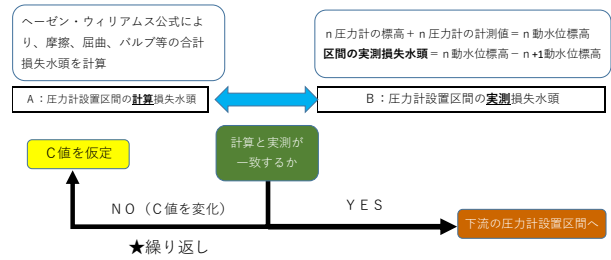 ヘーゼン・ウィリアムス公式によ
り、摩擦、屈曲、バルブ等の合計
損失水頭を計算
n圧力計の標高+n圧力計の計測値=n動水位標高
区間の実測損失水頭=n動水位標高-n+1動水位標高
A:圧力計設置区間の計算損失水頭
B:圧力計設置区間の実測損失水頭
C値を仮定
計算と実測が
一致するか
NO(C値を変化)
YES
下流の圧力計設置区間へ
★繰り返し